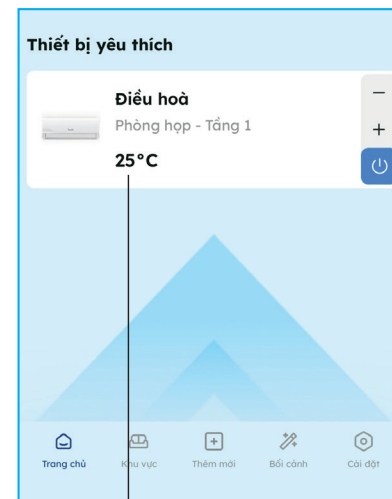 Thiết bị yêu thích
Điều hoà
Phòng họp - Tầng 1
25°C
Trang chủ
Khu vực
Thêm mới
Bối cảnh
Cài đặt